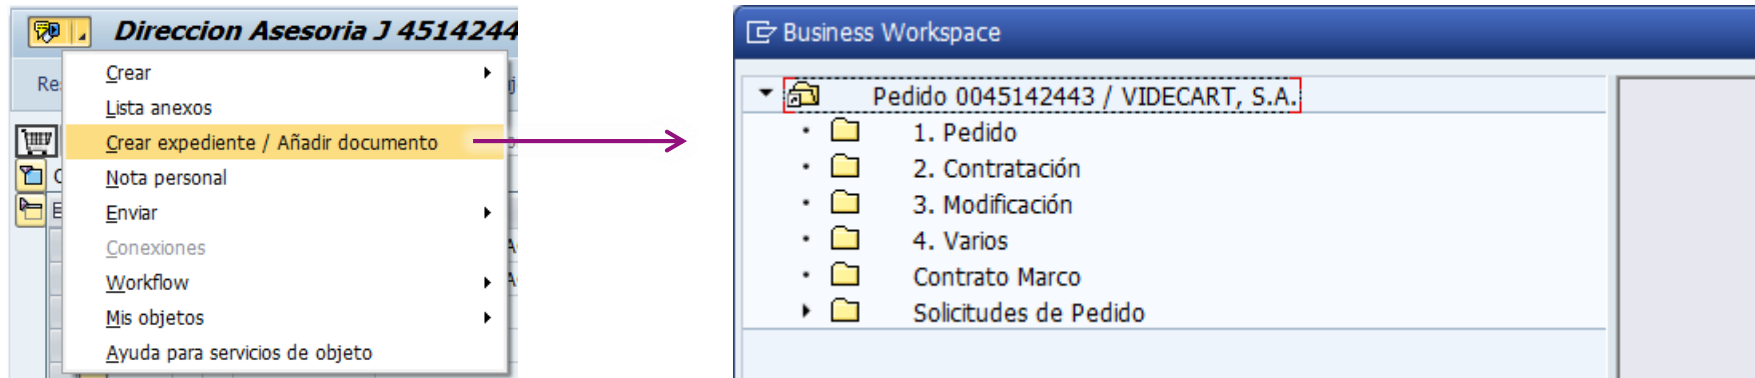 Direccion Asesoria J 4514244
Re
Crear
Lista anexos
Crear expediente / Añadir documento
Nota personal
Enviar
Conexiones
Workflow
Mis objetos
Ayuda para servicios de objeto
Business Workspace
Pedido 0045142443 / VIDECART, S.A.
1. Pedido
2. Contratación
3. Modificación
4. Varios
Contrato Marco
Solicitudes de Pedido